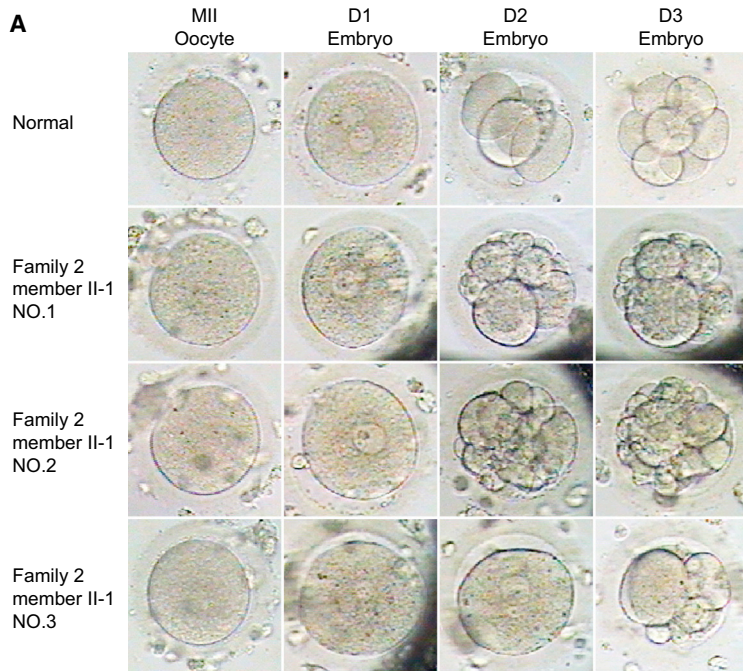 A
MII
Oocyte
D1
Embryo
D2
Embryo
D3
Embryo
Normal
Family 2
member II-1
NO.1
Family 2
member II-1
NO.2
Family 2
member II-1
NO.3